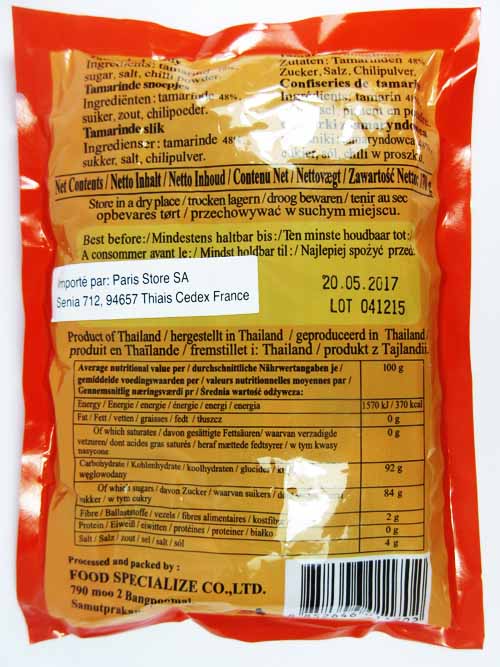 Ingredients: tamarind
sugar, salt, chilli powder.
Tamarinde snoepjes
Ingrediënten: tamarinde 48%,
suiker, zout, chilipoeder.
Tamarinde slik
Ingredienser: tamarinde 48%,
sukker, salt, chilipulver.
Zutaten: Tamarinden 48%
Zucker, Salz, Chilipulver.
Confiseries de tamarin
Ingrédients: tamarin
sel, piment en
cukier, sól, chili w proszku.
Net Contents / Netto Inhalt / Netto Inhoud / Contenu Net / Nettovægt / Zawartość Netto:
Store in a dry place / trucken lagern / droog bewaren / tenir au sec
opbevares tørt / przechowywać w suchym miejscu.
Best before: / Mindestens haltbar bis: / Ten minste houdbaar tot:
A consommer avant le: / Mindst holdbar til: / Najlepiej spożyć przed:
20.05.2017
LOT 041215
Importé par: Paris Store SA
Senia 712, 94657 Thiais Cedex France
Product of Thailand / hergestellt in Thailand / geproduceerd in Thailand
produit en Thaïlande / fremstillet i: Thailand / produkt z Tajlandii
Average nutritional value per / durchschnittliche Nährwertangaben je / 100 g
gemiddelde voedingswaarden per / valeurs nutritionnelles moyennes par /
Gennemsnitlig næringsværdi pr / Średnia wartość odżywcza:
Energy / Energie / energie / énergie / energi / energia 1570 kJ / 370 kcal
Fat / Fett / vetten / graisses / fedt / tłuszcz 0 g
Of which saturates / davon gesättigte Fettsäuren / waarvan verzadigde 0 g
vetzuren / dont acides gras saturés / heraf mættede fedtsyrer / w tym kwasy
nasycone
Carbohydrate / Kohlenhydrate / koolhydraten / glucides / 92 g
węglowodany
Of which sugars / davon Zucker / waarvan suikers / 84 g
sukker / w tym cukry
Fibre / Ballaststoffe / vezels / fibres alimentaires / kostfibre 2 g
Protein / Eiweiß / eiwitten / protéines / proteiner / białko 0 g
Salt / Salz / zout / sel / salt / sól 4 g
Processed and packed by :
FOOD SPECIALIZE CO.,LTD.
790 moo 2